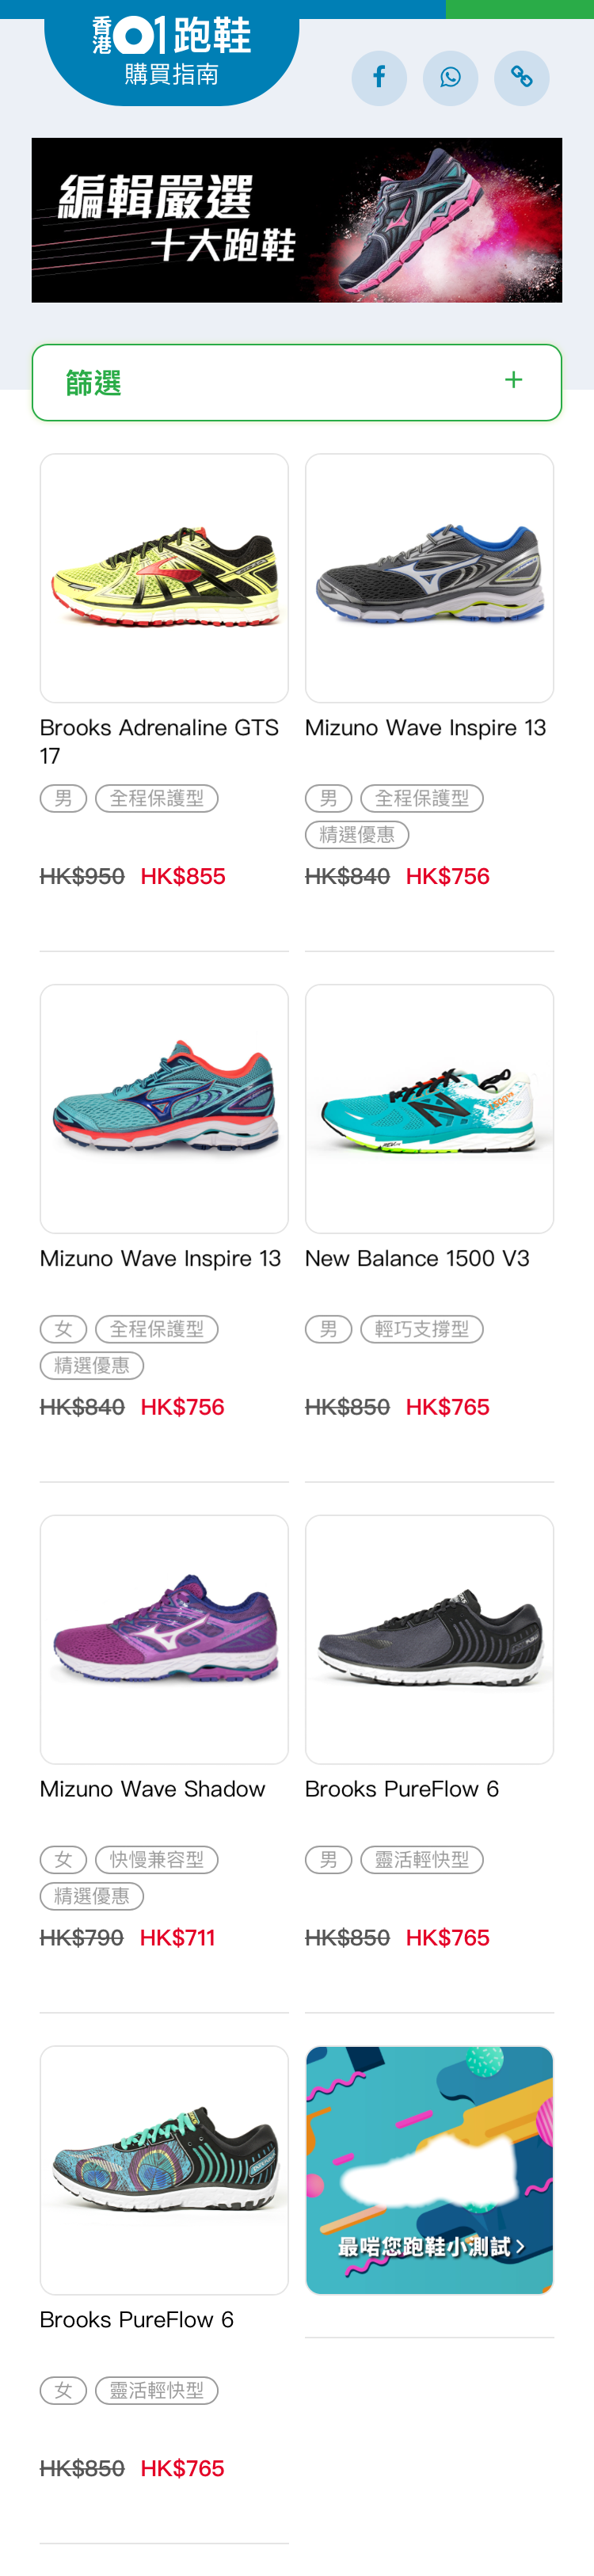 香港01跑鞋
購買指南
編輯嚴選
十大跑鞋
篩選 +
Brooks Adrenaline GTS
17
男 全程保護型
HK$950 HK$855
Mizuno Wave Inspire 13
男 全程保護型
精選優惠
HK$840 HK$756
Mizuno Wave Inspire 13
女 全程保護型
精選優惠
HK$840 HK$756
New Balance 1500 V3
男 輕巧支撐型
HK$850 HK$765
Mizuno Wave Shadow
女 快慢兼容型
精選優惠
HK$790 HK$711
Brooks PureFlow 6
男 靈活輕快型
HK$850 HK$765
Brooks PureFlow 6
女 靈活輕快型
HK$850 HK$765
最啱您跑鞋小測試 >